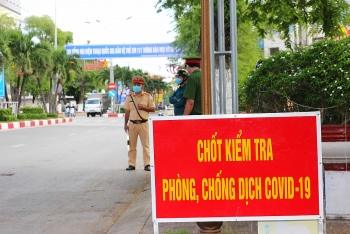 CHỐT KIỂM TRA
PHÒNG, CHỐNG DỊCH COVID-19